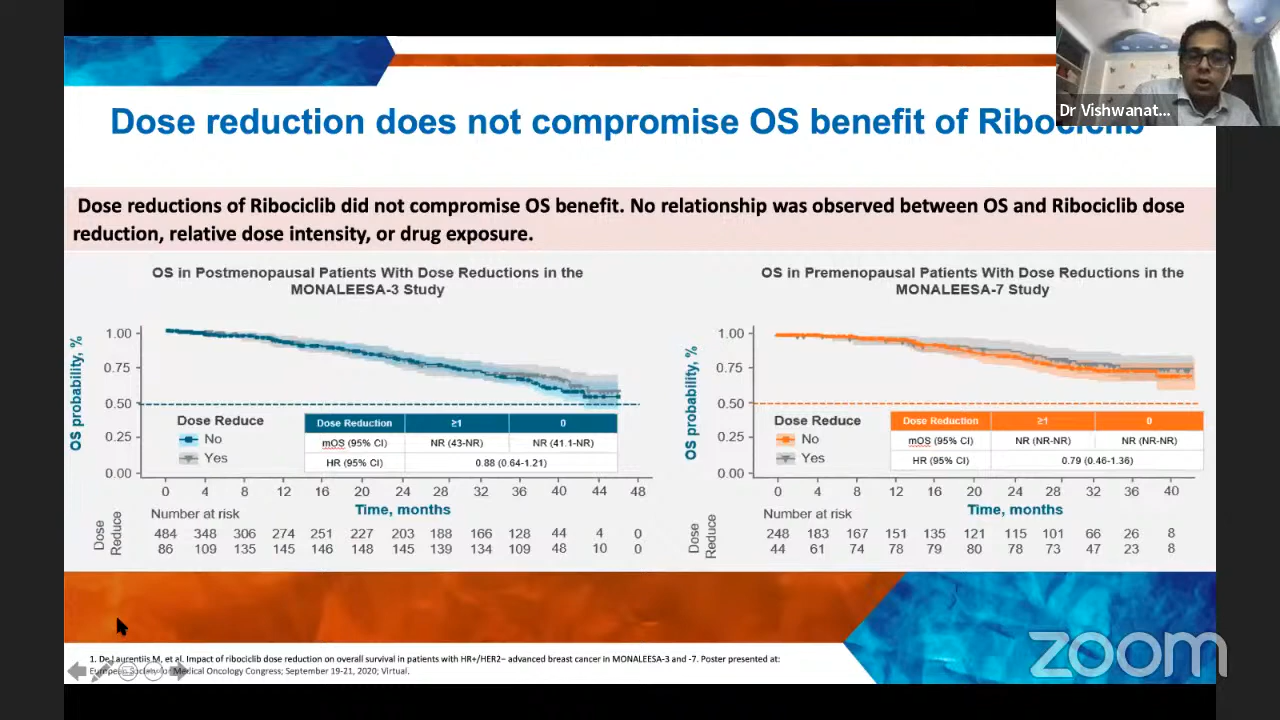 Dr Vishwanat...
Dose reduction does not compromise OS benefit of Ribociclib
Dose reductions of Ribociclib did not compromise OS benefit. No relationship was observed between OS and Ribociclib dose
reduction, relative dose intensity, or drug exposure.
OS in Postmenopausal Patients With Dose Reductions in the
MONALEESA-3 Study
OS probability, %
1.00
0.75
0.50
0.25
0.00
Dose Reduce
No
Yes
Dose Reduction ≥1 0
mOS (95% CI) NR (43-NR) NR (41.1-NR)
HR (95% CI) 0.88 (0.64-1.21)
0 4 8 12 16 20 24 28 32 36 40 44 48
Time, months
Number at risk
Dose
Reduce
484 348 306 274 251 227 203 188 166 128 44 4 0
86 109 135 145 146 148 145 139 134 109 48 10 0
OS in Premenopausal Patients With Dose Reductions in the
MONALEESA-7 Study
OS probability, %
1.00
0.75
0.50
0.25
0.00
Dose Reduce
No
Yes
Dose Reduction ≥1 0
mOS (95% CI) NR (NR-NR) NR (NR-NR)
HR (95% CI) 0.79 (0.46-1.36)
0 4 8 12 16 20 24 28 32 36 40
Time, months
Number at risk
Dose
Reduce
248 183 167 151 135 121 115 101 66 26 8
44 61 74 78 79 80 78 73 47 23 8
1. De Laurentiis M, et al. Impact of ribociclib dose reduction on overall survival in patients with HR+/HER2− advanced breast cancer in MONALEESA-3 and -7. Poster presented at:
European Society of Medical Oncology Congress; September 19-21, 2020; Virtual.
zoom